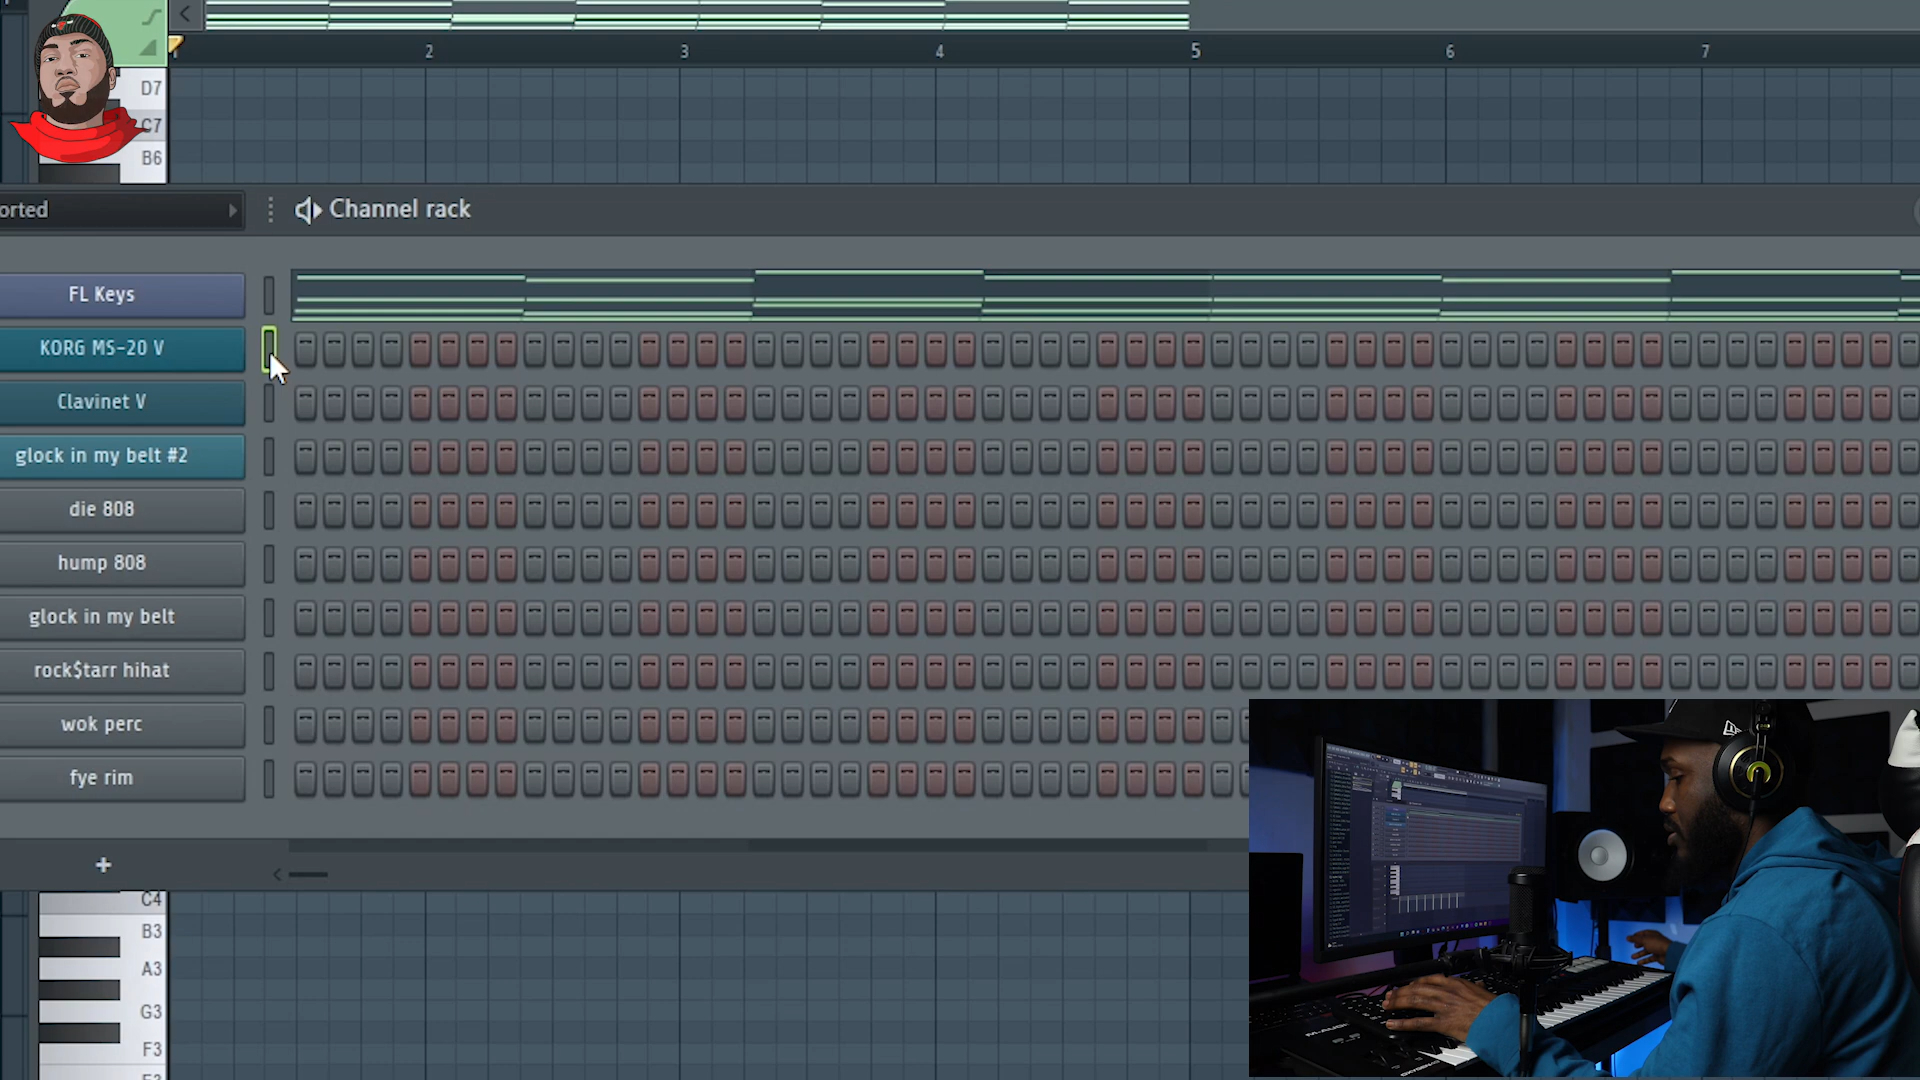 2
3
4
5
6
7
D7
C7
B6
orted
Channel rack
FL Keys
KORG MS-20 V
Clavinet V
glock in my belt #2
die 808
hump 808
glock in my belt
rock$tarr hihat
wok perc
fye rim
+
C4
B3
A3
G3
F3